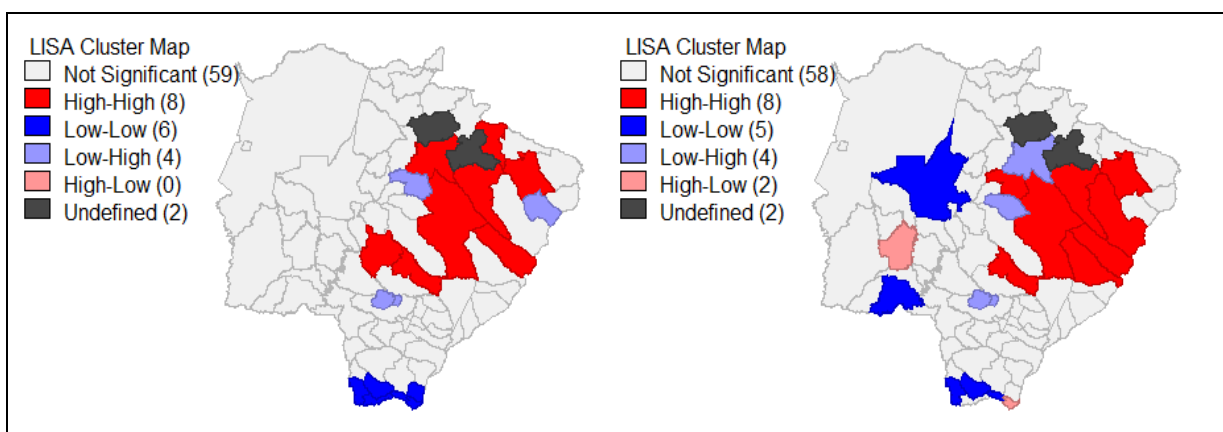 LISA Cluster Map
Not Significant (59)
High-High (8)
Low-Low (6)
Low-High (4)
High-Low (0)
Undefined (2)
LISA Cluster Map
Not Significant (58)
High-High (8)
Low-Low (5)
Low-High (4)
High-Low (2)
Undefined (2)